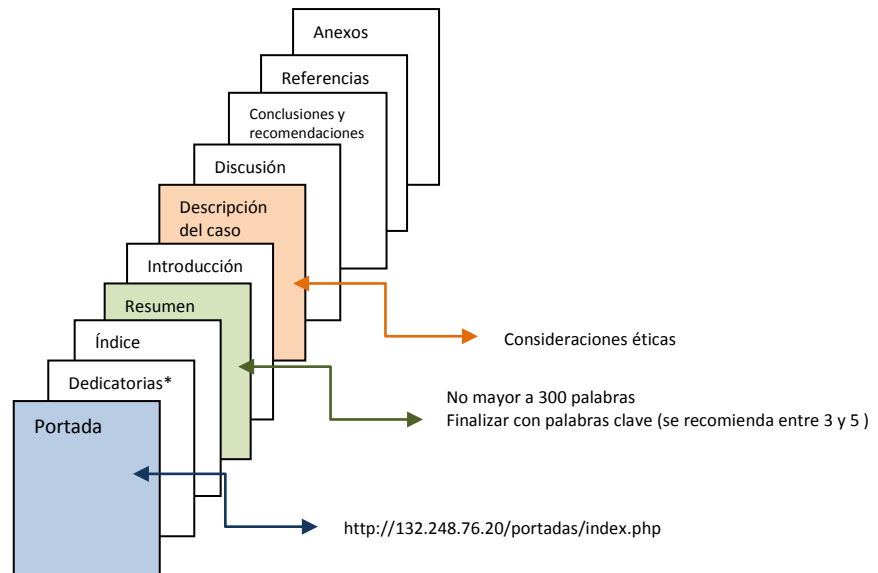 Anexos
Referencias
Conclusiones y
recomendaciones
Discusión
Descripción
del caso
Introducción
Resumen
Índice
Dedicatorias*
Portada
Consideraciones éticas
No mayor a 300 palabras
Finalizar con palabras clave (se recomienda entre 3 y 5 )
http://132.248.76.20/portadas/index.php